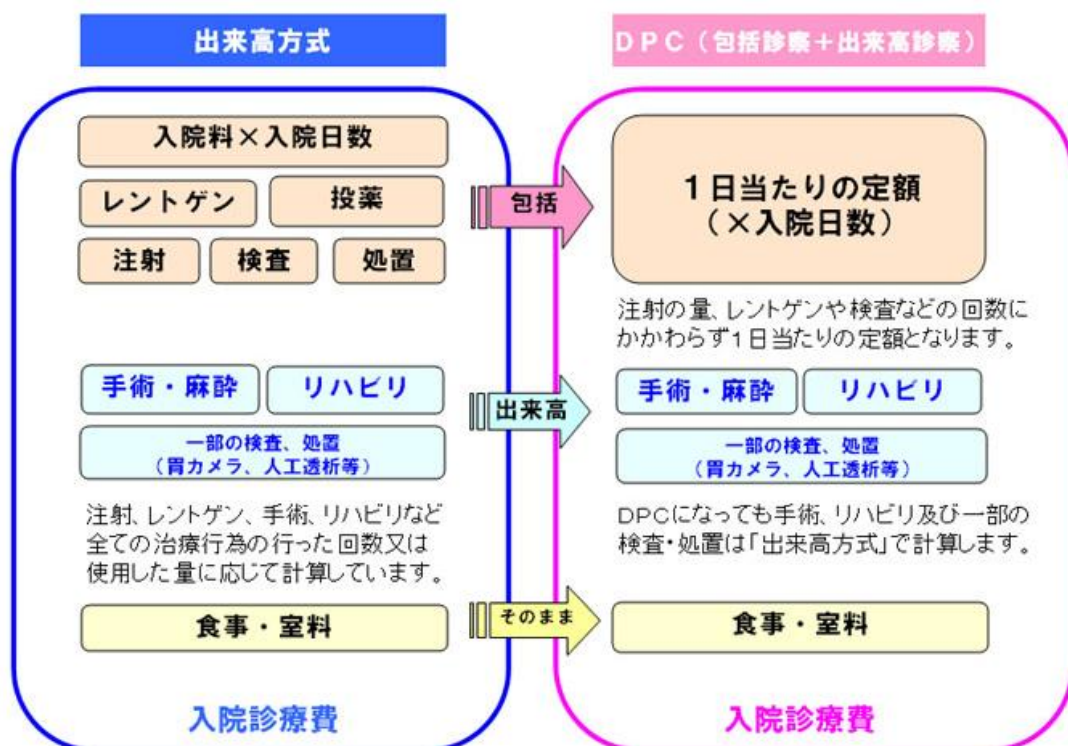 出来高方式
入院料×入院日数
レントゲン
投薬
注射
検査
処置
手術・麻酔
リハビリ
一部の検査、処置
(胃カメラ、人工透析等)
注射、レントゲン、手術、リハビリなど
全ての治療行為の行った回数又は
使用した量に応じて計算しています。
食事・室料
入院診療費
包括
出来高
そのまま
DPC(包括診察+出来高診察)
1日当たりの定額
(×入院日数)
注射の量、レントゲンや検査などの回数に
かかわらず1日当たりの定額となります。
手術・麻酔
リハビリ
一部の検査、処置
(胃カメラ、人工透析等)
DPCになっても手術、リハビリ及び一部の
検査・処置は「出来高方式」で計算します。
食事・室料
入院診療費